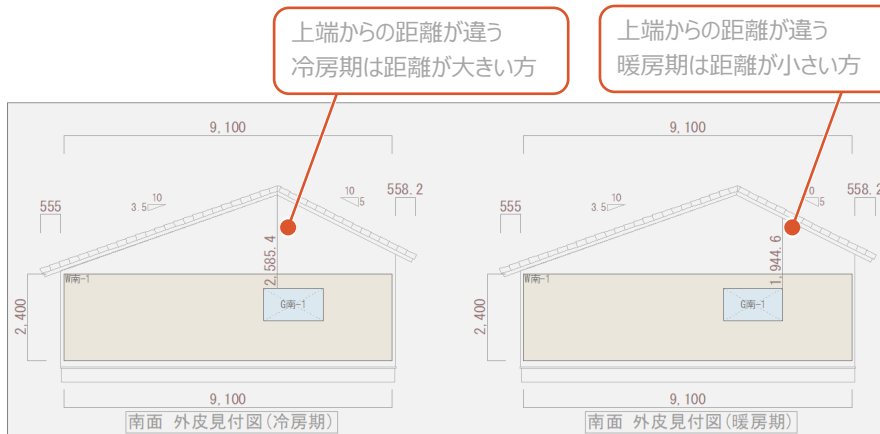 上端からの距離が違う
冷房期は距離が大きい方
上端からの距離が違う
暖房期は距離が小さい方
9,100
9,100
555
3.5
10
10
5
558.2
555
3.5
10
0
5
558.2
2,585.4
1,944.6
W南-1
W南-1
G南-1
G南-1
2,400
2,400
9,100
9,100
南面 外皮見付図(冷房期)
南面 外皮見付図(暖房期)